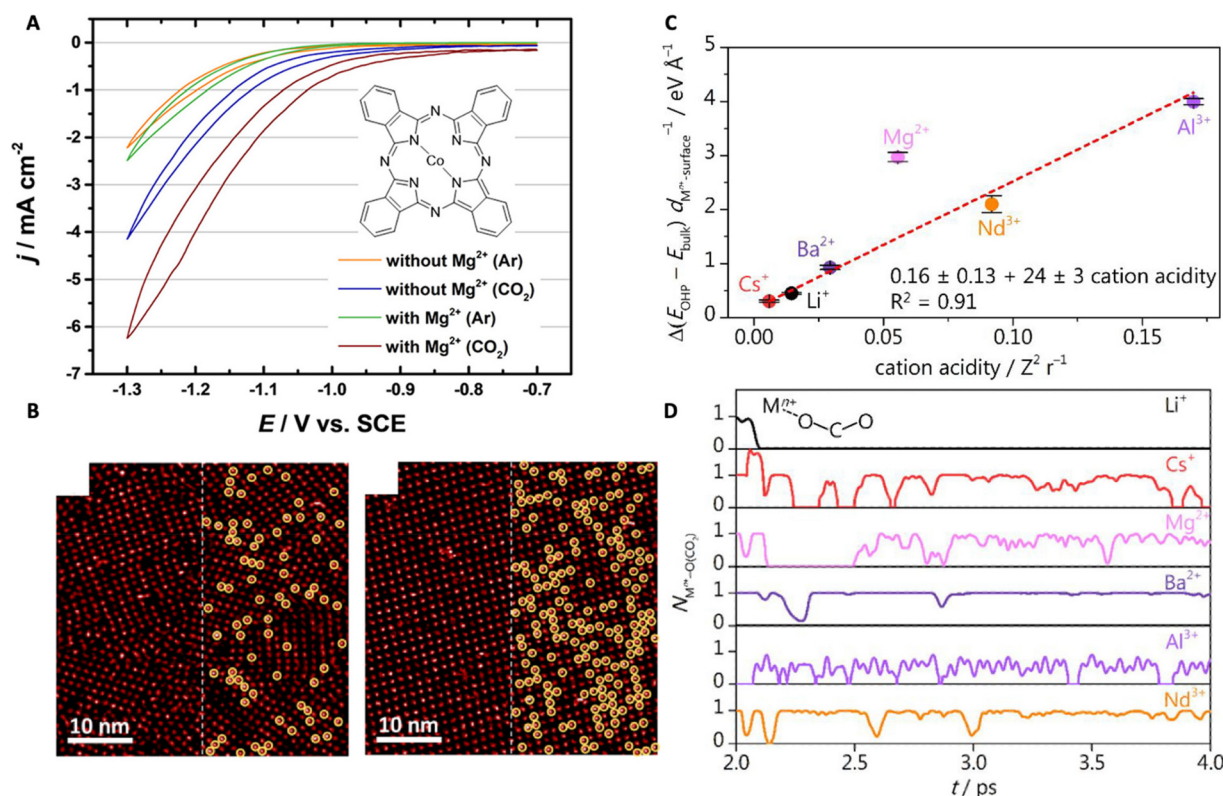 A
j / mA cm⁻²
0
-1
-2
-3
-4
-5
-6
-7
N
N
N
N
N
N
N
N
Co
without Mg²⁺ (Ar)
without Mg²⁺ (CO₂)
with Mg²⁺ (Ar)
with Mg²⁺ (CO₂)
-1.3 -1.2 -1.1 -1.0 -0.9 -0.8 -0.7
E / V vs. SCE
B
10 nm
10 nm
C
Δ(E_OHP − E_bulk) d_Mⁿ⁺-surface⁻¹ / eV Å⁻¹
5
4
3
2
1
0
Mg²⁺
Al³⁺
Nd³⁺
Ba²⁺
Cs⁺
Li⁺
0.16 ± 0.13 + 24 ± 3 cation acidity
R² = 0.91
0.00 0.05 0.10 0.15
cation acidity / Z² r⁻¹
D
N_Mⁿ⁺−O(CO₂)
Mⁿ⁺
O C O
1
0
Li⁺
1
0
Cs⁺
1
0
Mg²⁺
1
0
Ba²⁺
1
0
Al³⁺
1
0
Nd³⁺
2.0 2.5 3.0 3.5 4.0
t / ps